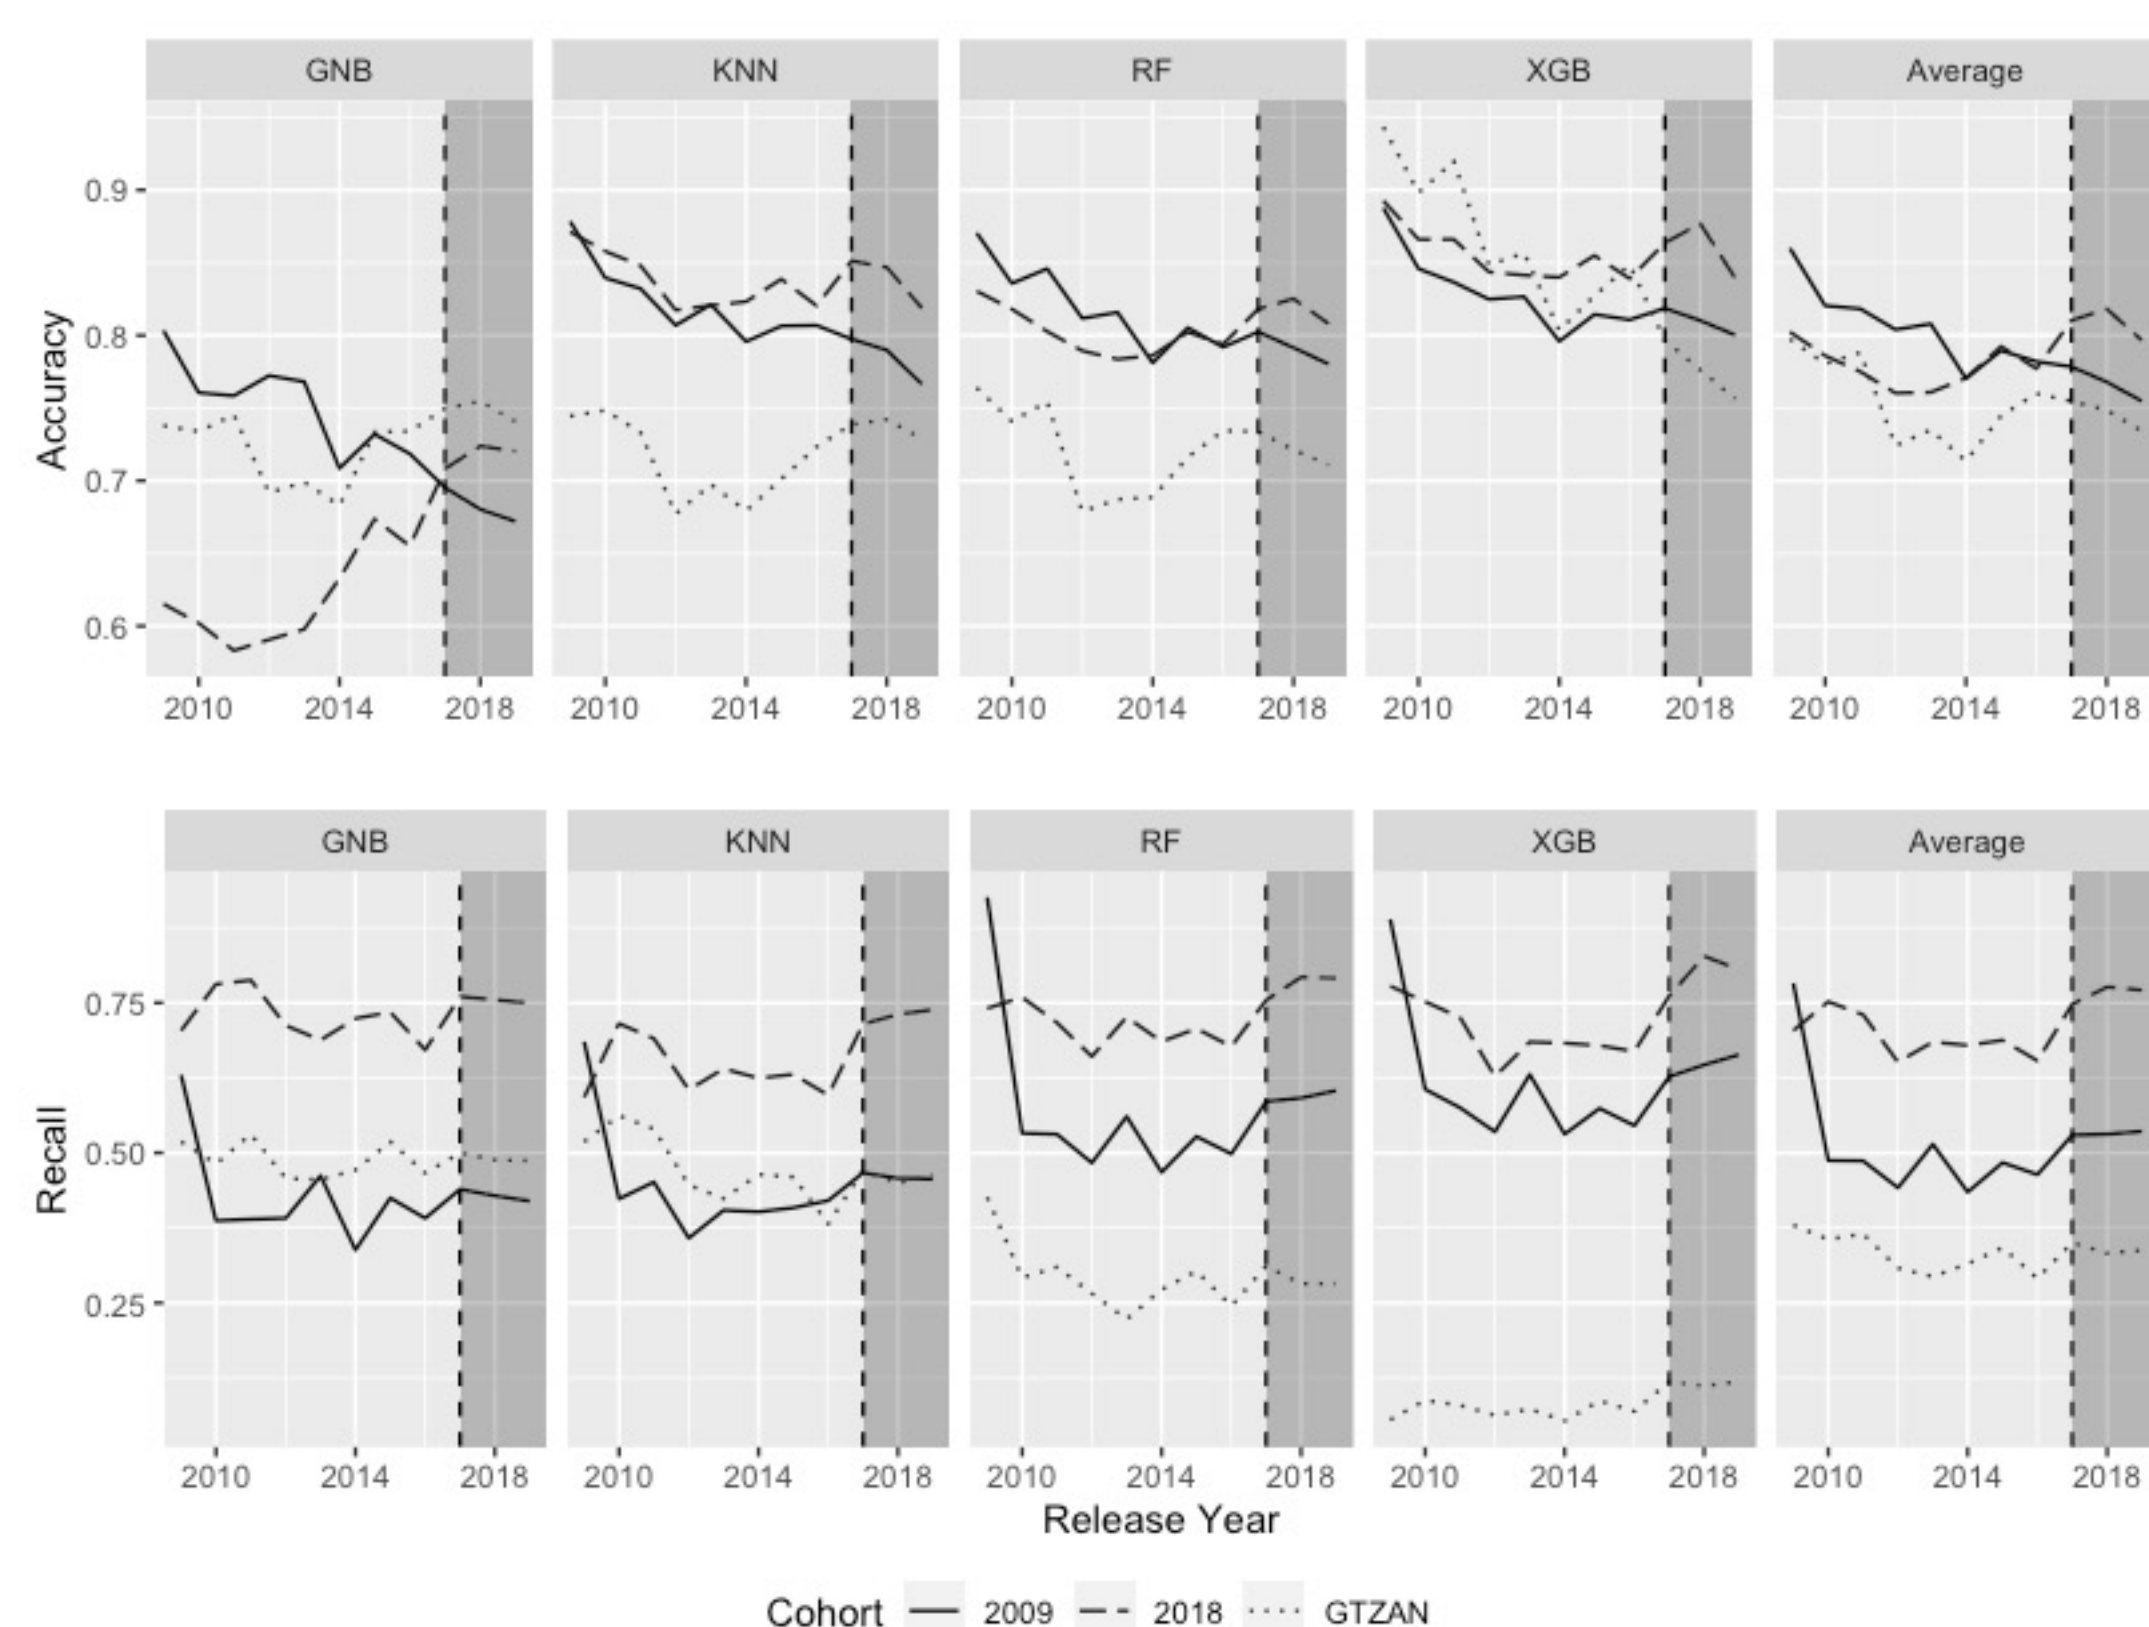 GNB KNN RF XGB Average
Accuracy
0.9
0.8
0.7
0.6
2010 2014 2018 2010 2014 2018 2010 2014 2018 2010 2014 2018 2010 2014 2018
GNB KNN RF XGB Average
Recall
0.75
0.50
0.25
2010 2014 2018 2010 2014 2018 2010 2014 2018 2010 2014 2018 2010 2014 2018
Release Year
Cohort 2009 2018 GTZAN